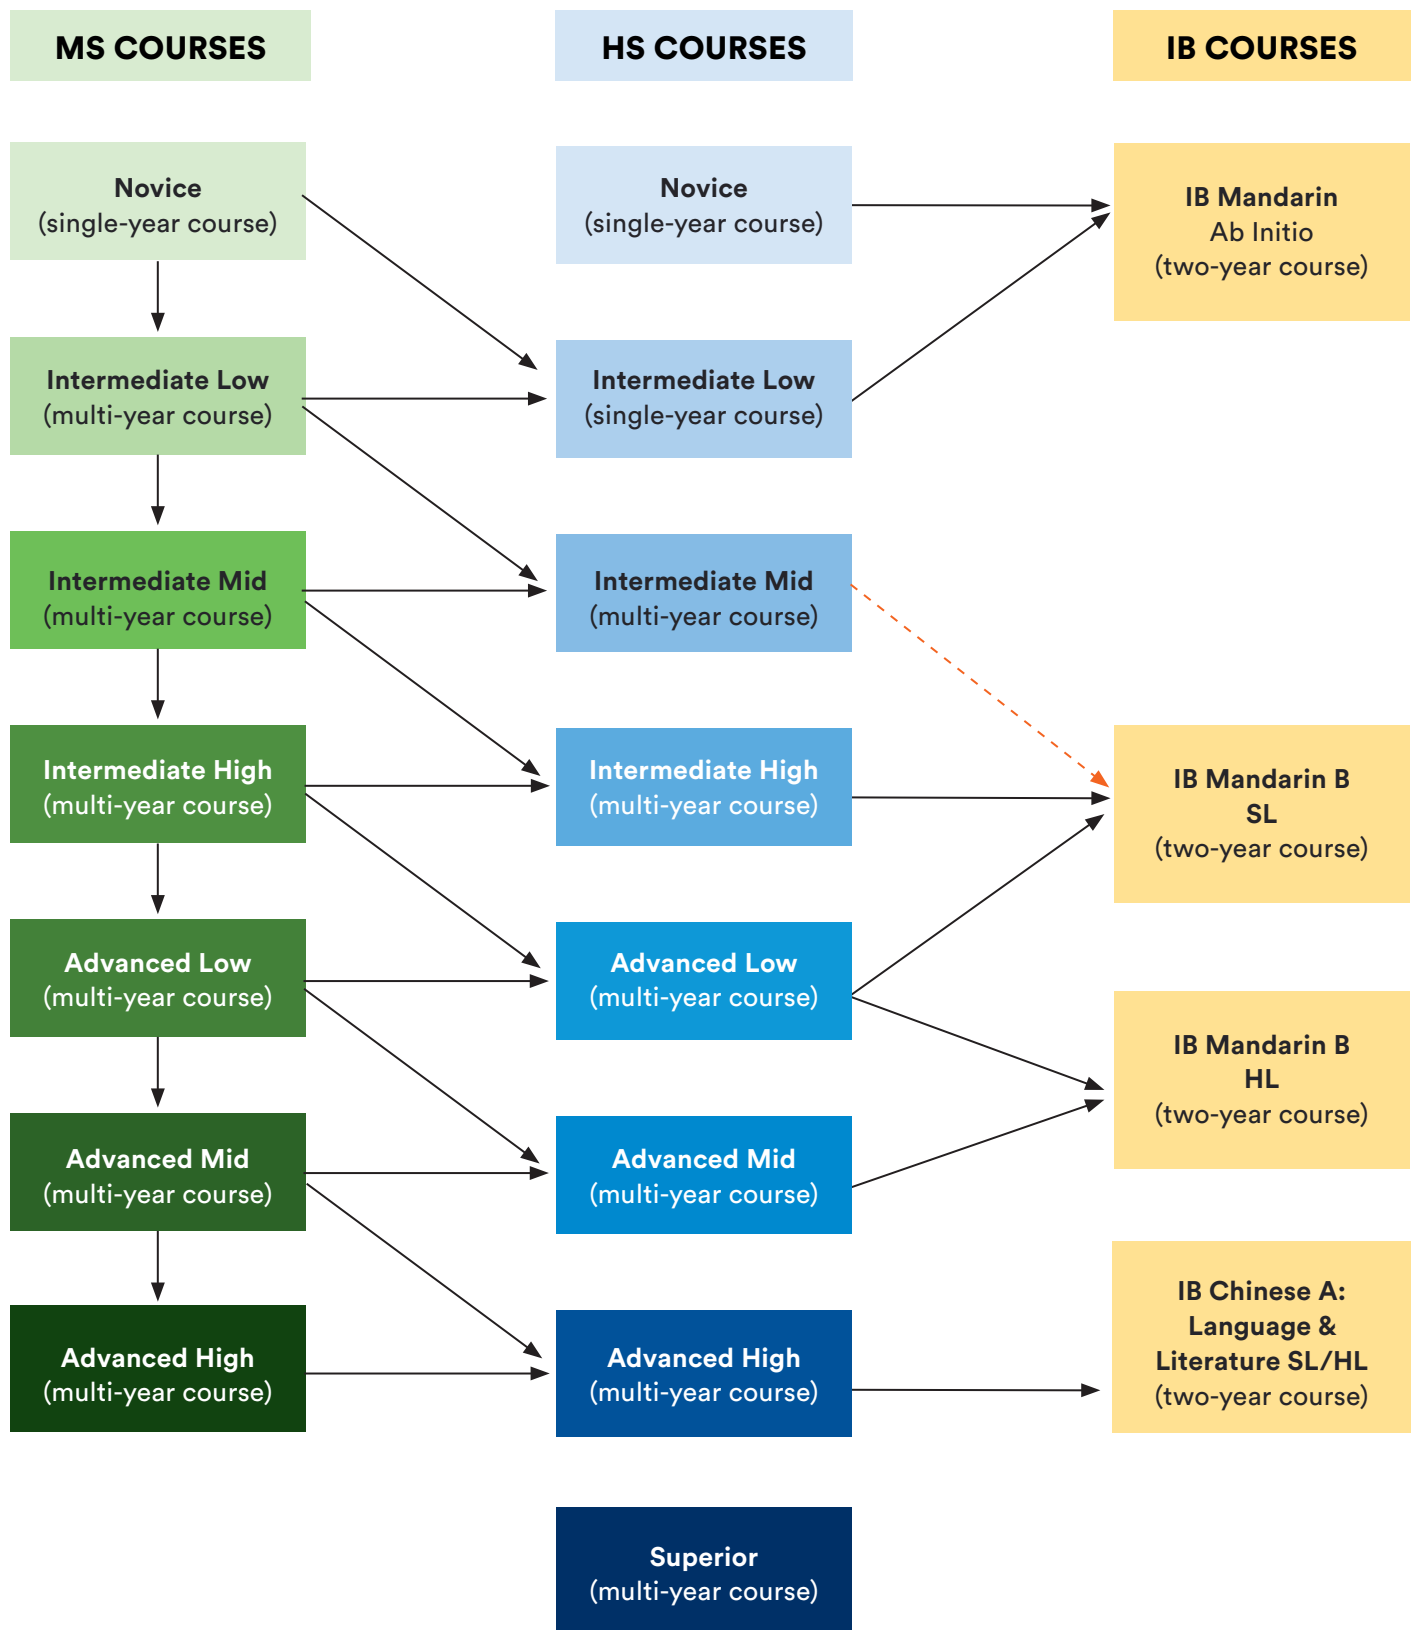 MS COURSES
HS COURSES
IB COURSES
Novice
(single-year course)
Intermediate Low
(multi-year course)
Intermediate Mid
(multi-year course)
Intermediate High
(multi-year course)
Advanced Low
(multi-year course)
Advanced Mid
(multi-year course)
Advanced High
(multi-year course)
Novice
(single-year course)
Intermediate Low
(single-year course)
Intermediate Mid
(multi-year course)
Intermediate High
(multi-year course)
Advanced Low
(multi-year course)
Advanced Mid
(multi-year course)
Advanced High
(multi-year course)
Superior
(multi-year course)
IB Mandarin
Ab Initio
(two-year course)
IB Mandarin B
SL
(two-year course)
IB Mandarin B
HL
(two-year course)
IB Chinese A:
Language &
Literature SL/HL
(two-year course)